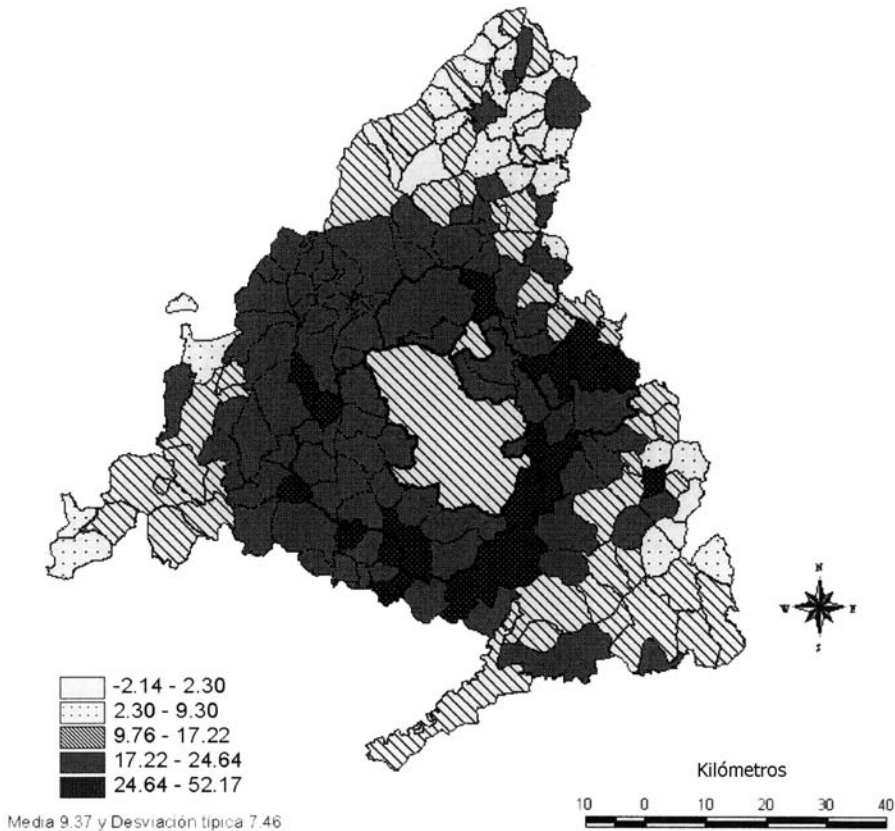 N
W E
S
-2.14 - 2.30
2.30 - 9.30
9.76 - 17.22
17.22 - 24.64
24.64 - 52.17
Kilómetros
10 0 10 20 30 40
Media 9.37 y Desviación típica 7.46